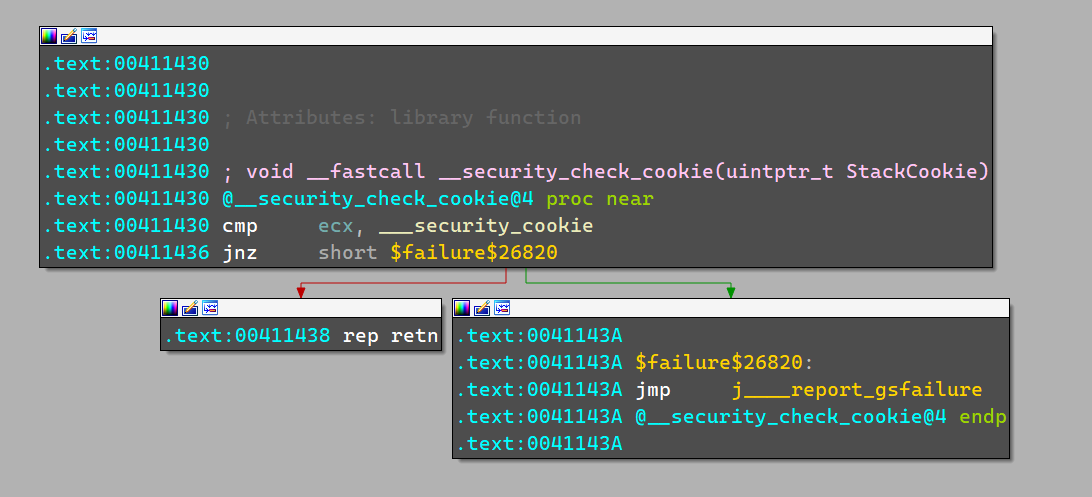 .text:00411430
.text:00411430
.text:00411430 ; Attributes: library function
.text:00411430
.text:00411430 ; void __fastcall __security_check_cookie(uintptr_t StackCookie)
.text:00411430 @__security_check_cookie@4 proc near
.text:00411430 cmp     ecx, ___security_cookie
.text:00411436 jnz     short $failure$26820
.text:00411438 rep retn
.text:0041143A
.text:0041143A $failure$26820:
.text:0041143A jmp     j____report_gsfailure
.text:0041143A @__security_check_cookie@4 endp
.text:0041143A